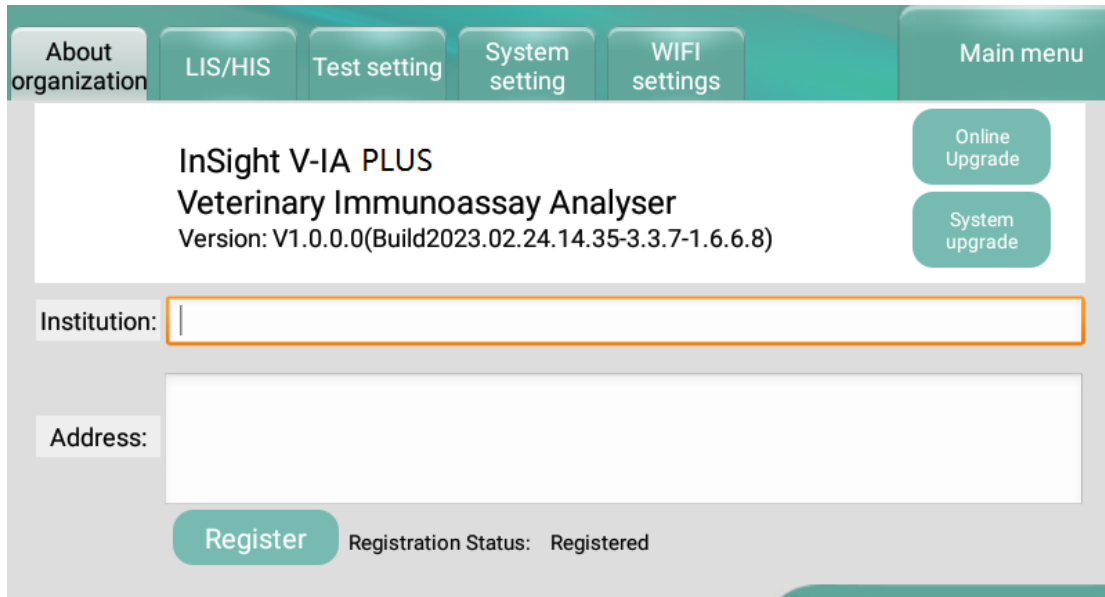 About
organization
LIS/HIS
Test setting
System
setting
WIFI
settings
Main menu
InSight V-IA PLUS
Veterinary Immunoassay Analyser
Version: V1.0.0.0(Build2023.02.24.14.35-3.3.7-1.6.6.8)
Online
Upgrade
System
upgrade
Institution:
Address:
Register
Registration Status: Registered